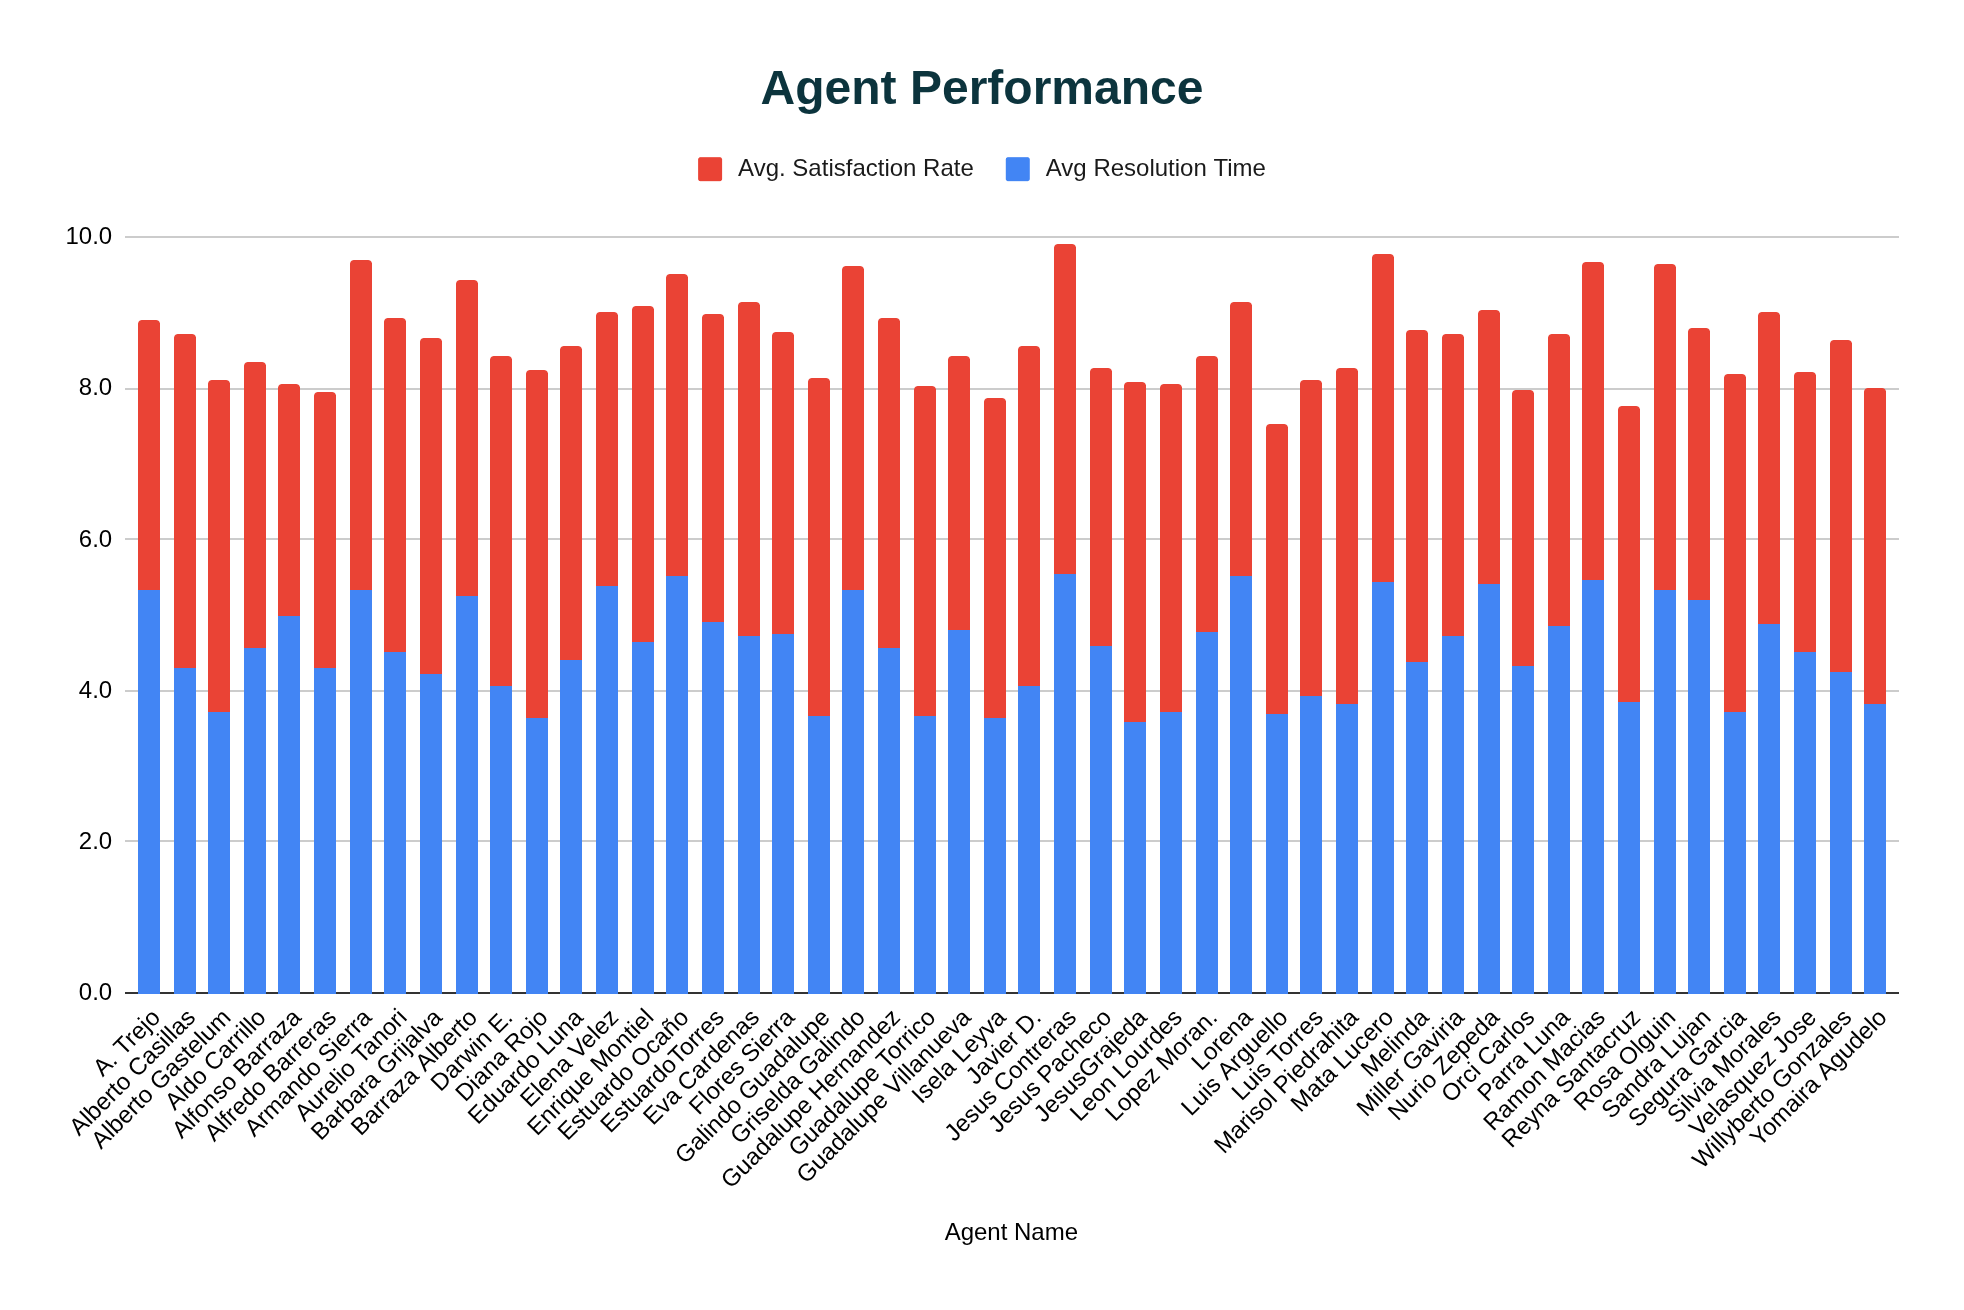 Agent Performance
Avg. Satisfaction Rate
Avg Resolution Time
10.0
8.0
6.0
4.0
2.0
0.0
A. Trejo
Alberto Casillas
Alberto Gastelum
Aldo Carrillo
Alfonso Barraza
Alfredo Barreras
Armando Sierra
Aurelio Tanori
Barbara Grijalva
Barraza Alberto
Darwin E.
Diana Rojo
Eduardo Luna
Elena Velez
Enrique Montiel
Estuardo Ocaño
EstuardoTorres
Eva Cardenas
Flores Sierra
Galindo Guadalupe
Griselda Galindo
Guadalupe Hernandez
Guadalupe Torrico
Guadalupe Villanueva
Isela Leyva
Javier D.
Jesus Contreras
Jesus Pacheco
JesusGrajeda
Leon Lourdes
Lopez Moran.
Lorena
Luis Arguello
Luis Torres
Marisol Piedrahita
Mata Lucero
Melinda
Miller Gaviria
Nurio Zepeda
Orci Carlos
Parra Luna
Ramon Macias
Reyna Santacruz
Rosa Olguin
Sandra Lujan
Segura Garcia
Silvia Morales
Velasquez Jose
Willyberto Gonzales
Yomaira Agudelo
Agent Name